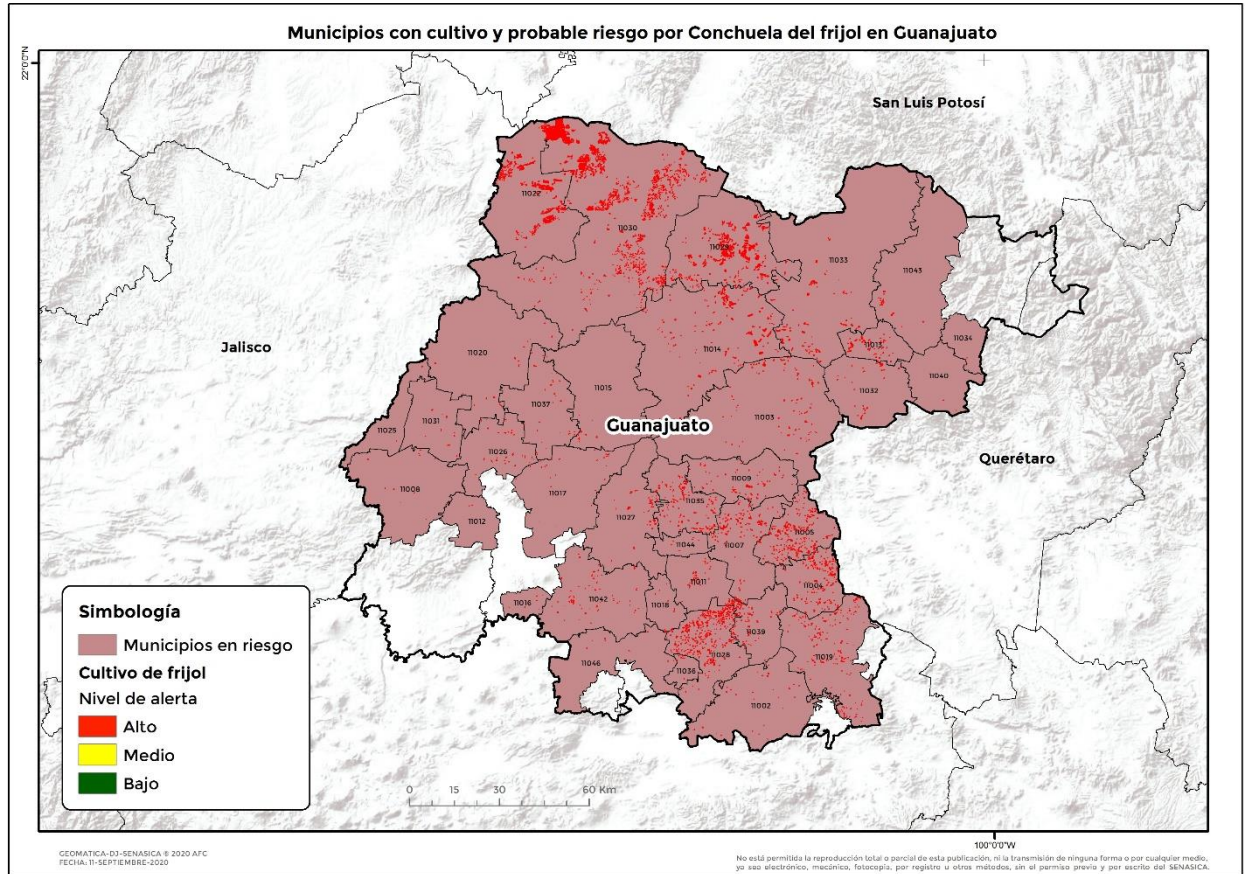 Municipios con cultivo y probable riesgo por Conchuela del frijol en Guanajuato
22°0'0"N
San Luis Potosí
11022
11030
11029
11033
11043
Jalisco
11020
11014
11013
11034
11015
11032
11040
11037
11003
11025
11031
Guanajuato
11026
Querétaro
11008
11017
11009
11012
11035
11027
11005
11044
11007
11011
11004
11016
11042
11018
11039
11028
11019
11046
11036
11002
Simbología
Municipios en riesgo
Cultivo de frijol
Nivel de alerta
Alto
Medio
Bajo
0 15 30 60 Km
100°0'0"W
GEOMATICA-DJ-SENASICA © 2020 AFC
FECHA: 11-SEPTIEMBRE-2020
No está permitida la reproducción total o parcial de esta publicación, ni la transmisión de ninguna forma o por cualquier medio,
ya sea electrónico, mecánico, fotocopia, por registro u otros métodos, sin el permiso previo y por escrito del SENASICA.